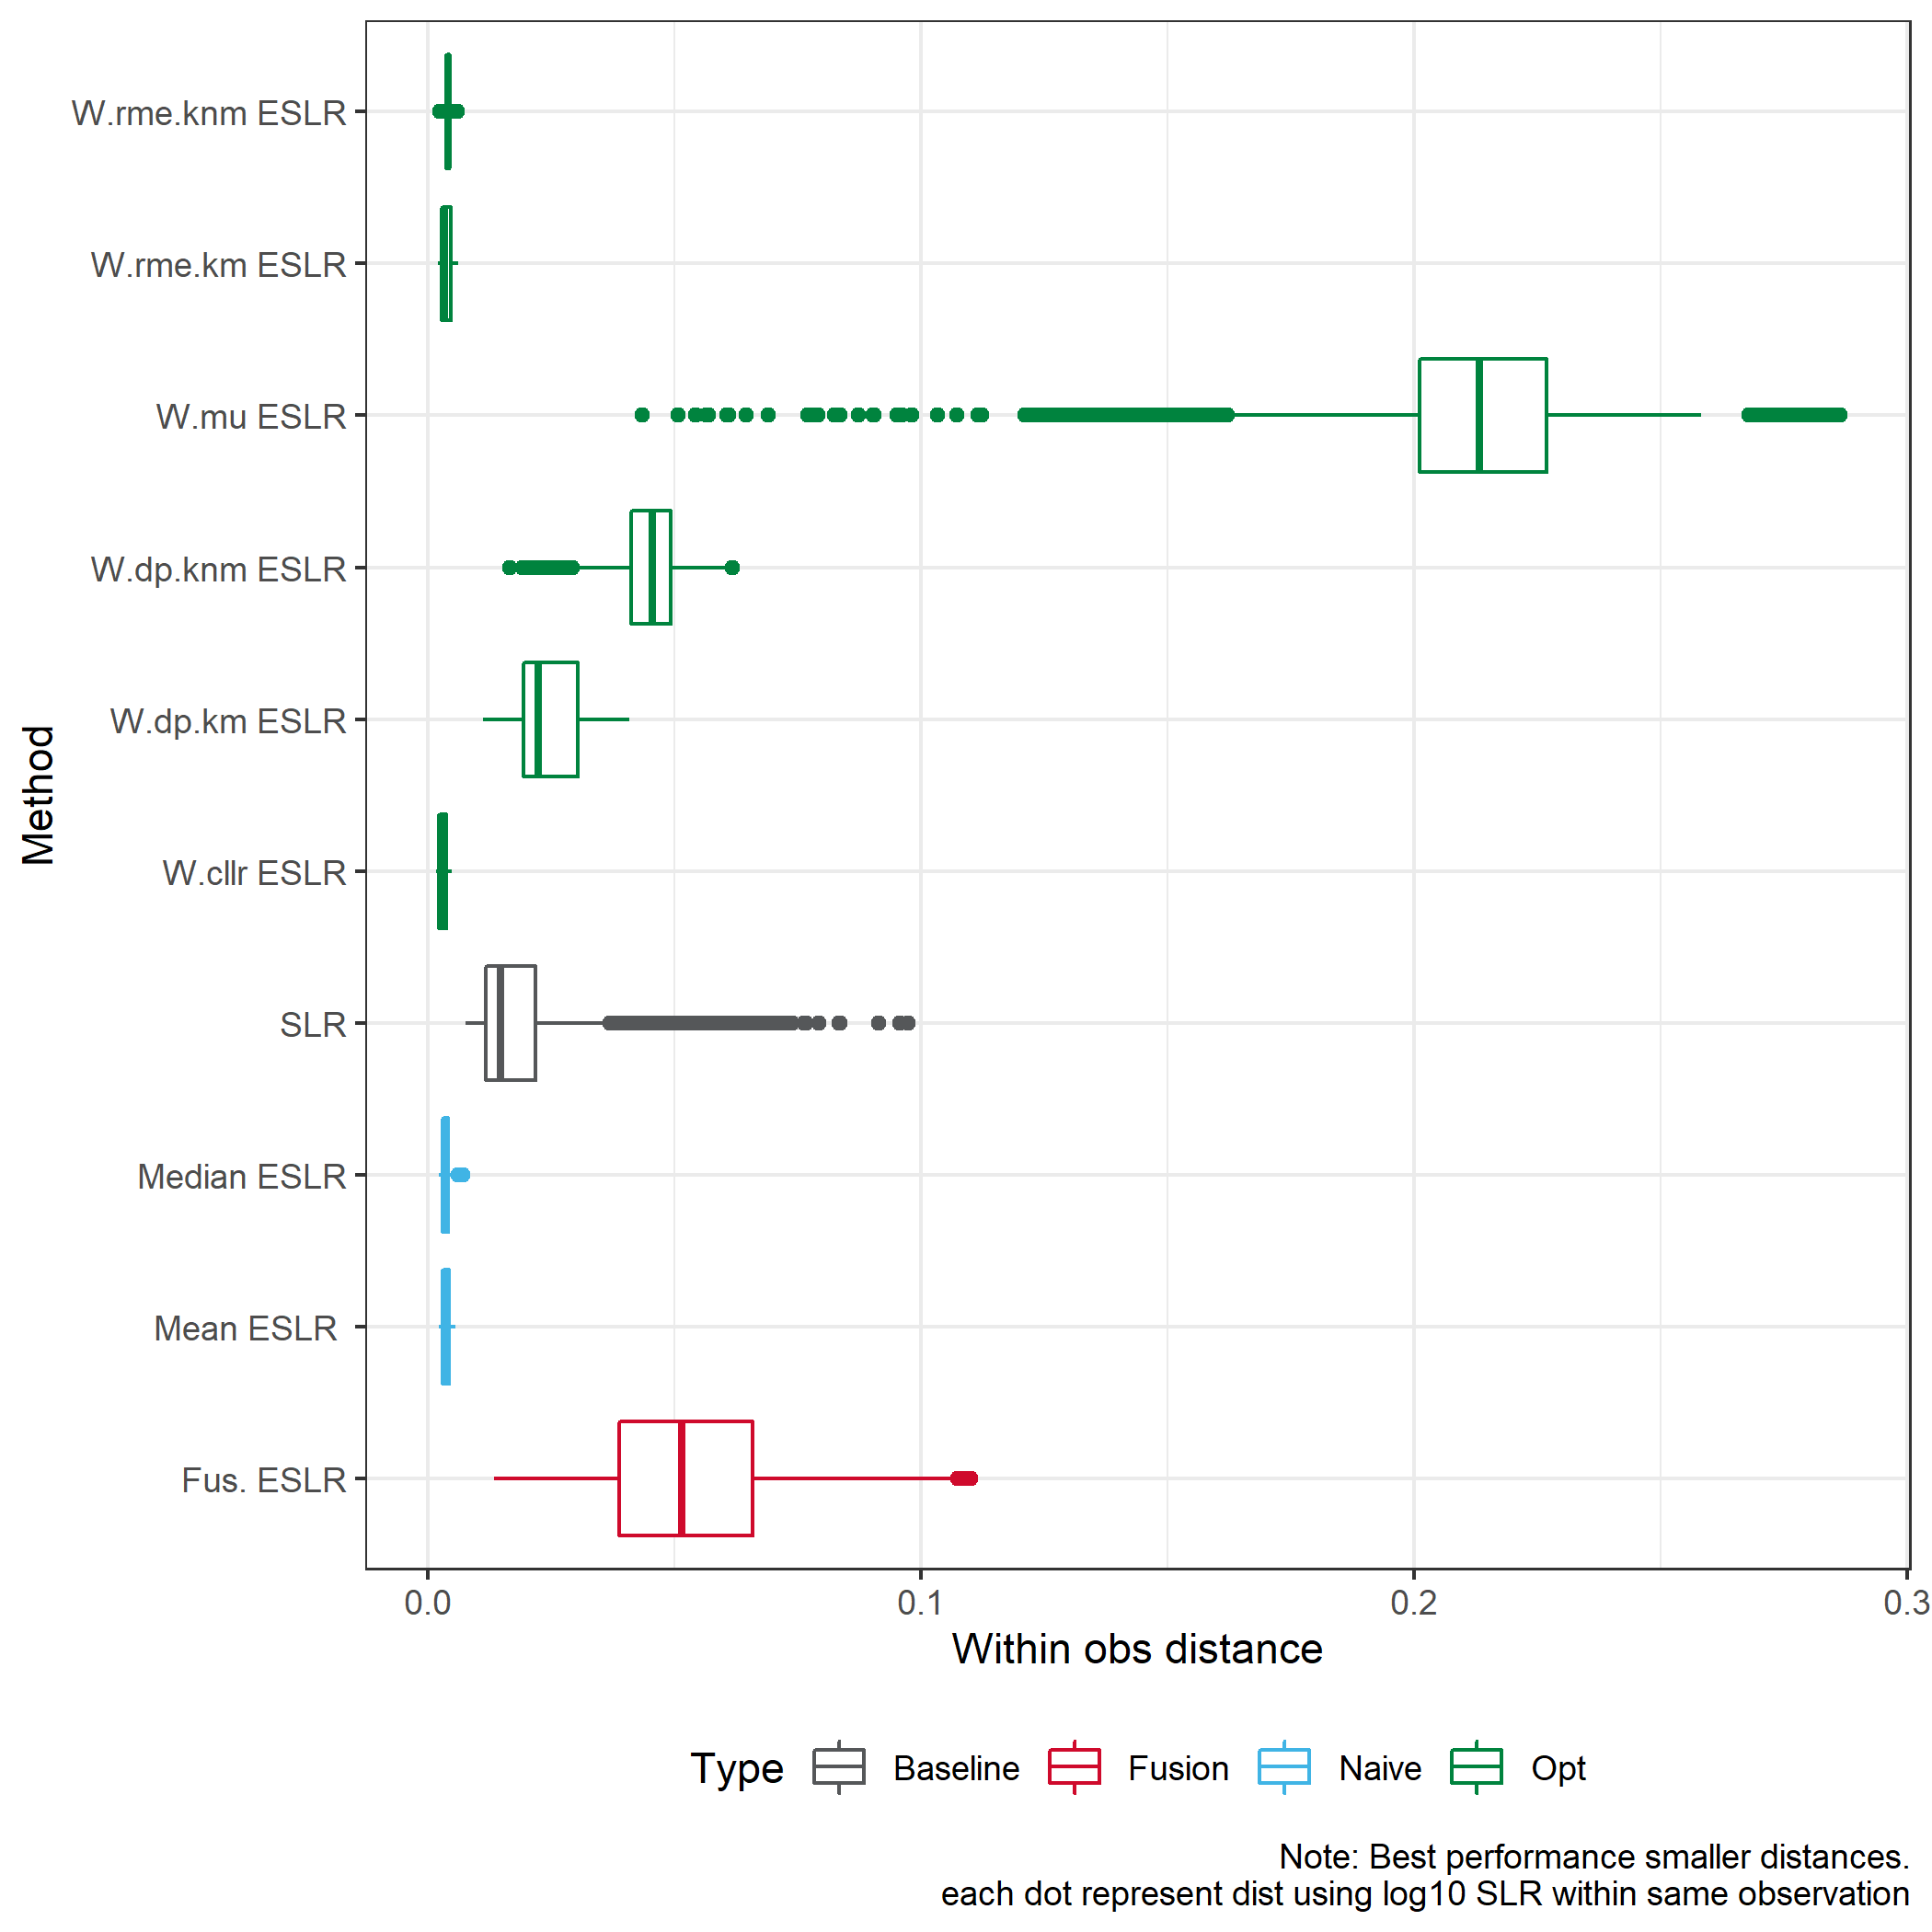 W.rme.knm ESLR
W.rme.km ESLR
W.mu ESLR
W.dp.knm ESLR
W.dp.km ESLR
W.cllr ESLR
SLR
Median ESLR
Mean ESLR
Fus. ESLR
Method
0.0 0.1 0.2 0.3
Within obs distance
Type Baseline Fusion Naive Opt
Note: Best performance smaller distances.
each dot represent dist using log10 SLR within same observation